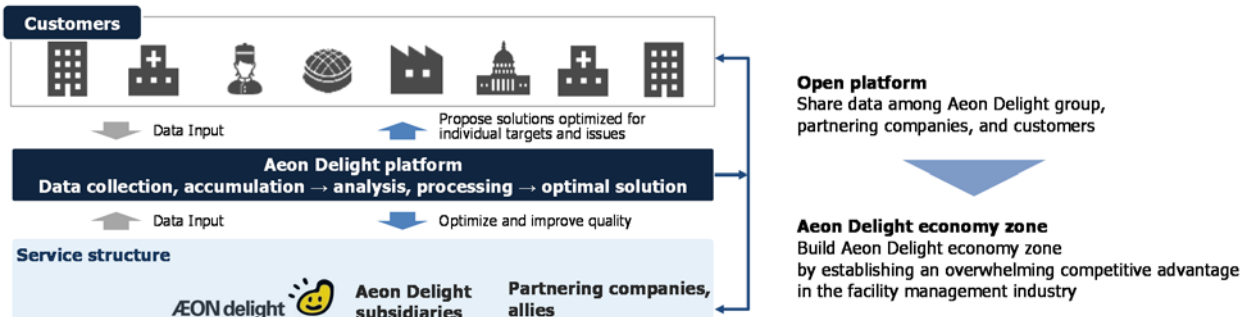 Customers
Data Input
Propose solutions optimized for
individual targets and issues
Aeon Delight platform
Data collection, accumulation → analysis, processing → optimal solution
Data Input
Optimize and improve quality
Service structure
ÆON delight
Aeon Delight
subsidiaries
Partnering companies,
allies
Open platform
Share data among Aeon Delight group,
partnering companies, and customers
Aeon Delight economy zone
Build Aeon Delight economy zone
by establishing an overwhelming competitive advantage
in the facility management industry